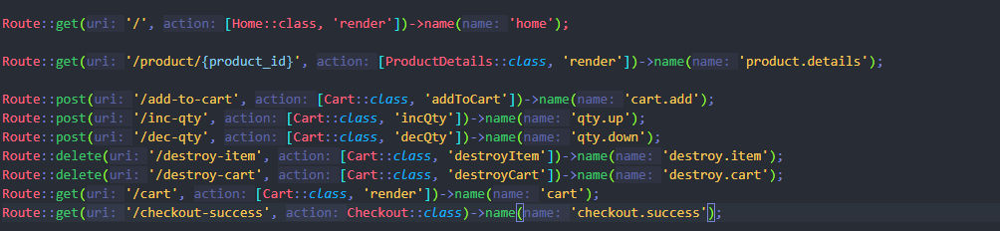 Route::get(uri: '/', action: [Home::class, 'render'])->name(name: 'home');
Route::get(uri: '/product/{product_id}', action: [ProductDetails::class, 'render'])->name(name: 'product.details');
Route::post(uri: '/add-to-cart', action: [Cart::class, 'addToCart'])->name(name: 'cart.add');
Route::post(uri: '/inc-qty', action: [Cart::class, 'incQty'])->name(name: 'qty.up');
Route::post(uri: '/dec-qty', action: [Cart::class, 'decQty'])->name(name: 'qty.down');
Route::delete(uri: '/destroy-item', action: [Cart::class, 'destroyItem'])->name(name: 'destroy.item');
Route::delete(uri: '/destroy-cart', action: [Cart::class, 'destroyCart'])->name(name: 'destroy.cart');
Route::get(uri: '/cart', action: [Cart::class, 'render'])->name(name: 'cart');
Route::get(uri: '/checkout-success', action: Checkout::class)->name(name: 'checkout.success');